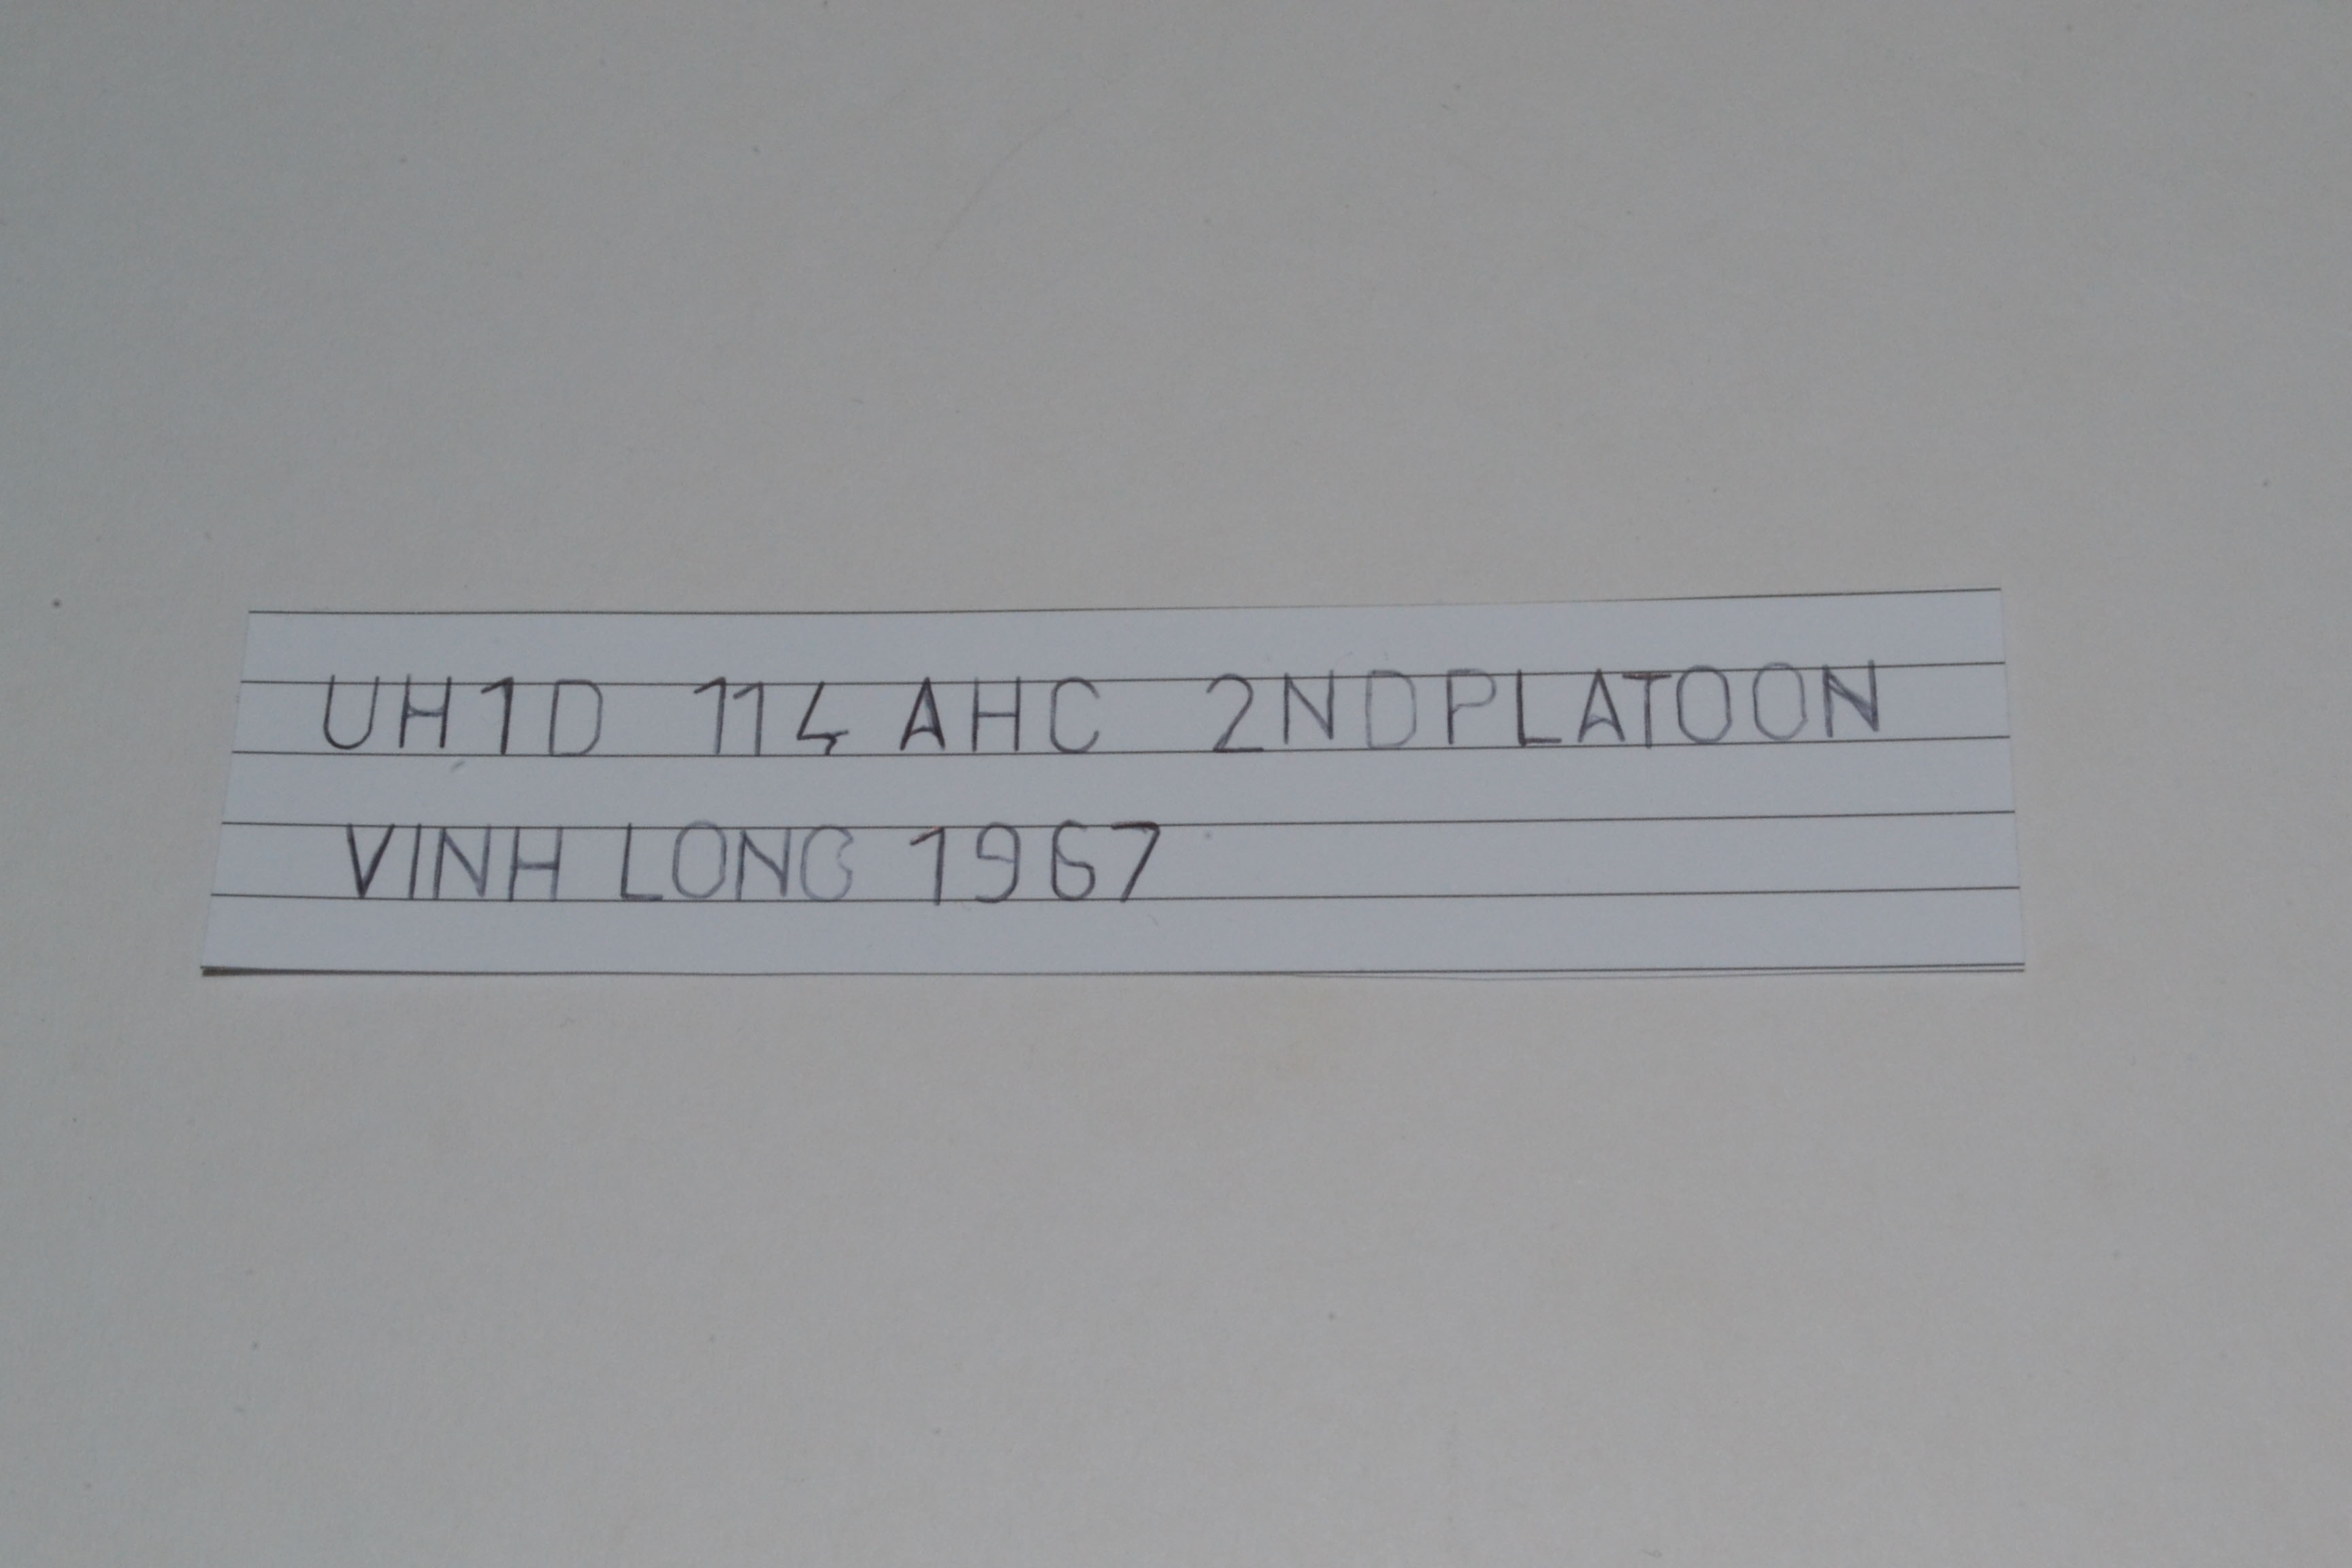 UH1D 114 AHC 2NDPLATOON
VINH LONG 1967